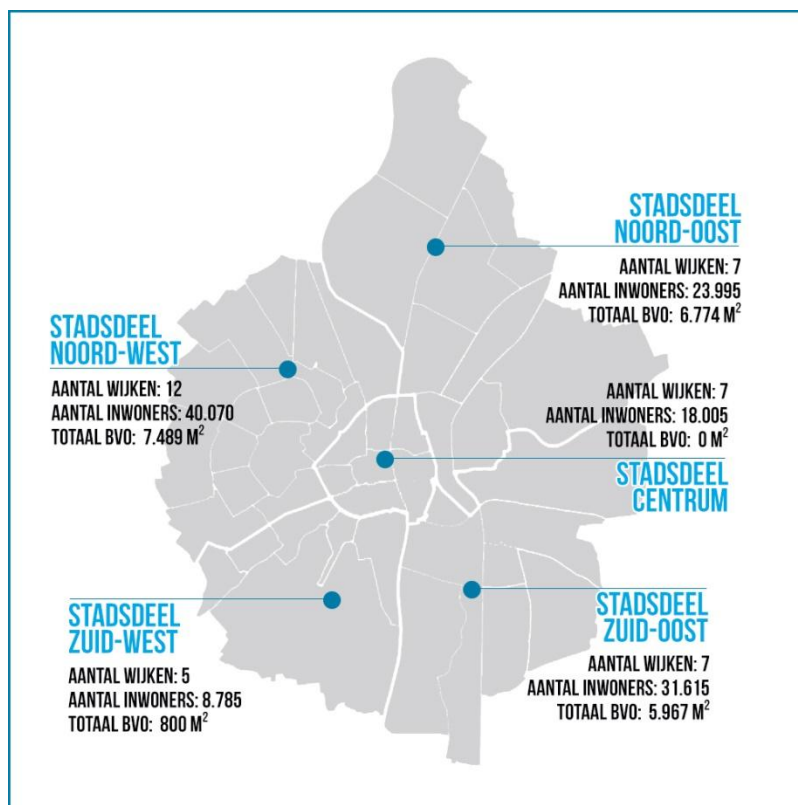 STADSDEEL
NOORD-OOST
AANTAL WIJKEN: 7
AANTAL INWONERS: 23.995
TOTAAL BVO: 6.774 M²
STADSDEEL
NOORD-WEST
AANTAL WIJKEN: 12
AANTAL INWONERS: 40.070
TOTAAL BVO: 7.489 M²
AANTAL WIJKEN: 7
AANTAL INWONERS: 18.005
TOTAAL BVO: 0 M²
STADSDEEL
CENTRUM
STADSDEEL
ZUID-WEST
AANTAL WIJKEN: 5
AANTAL INWONERS: 8.785
TOTAAL BVO: 800 M²
STADSDEEL
ZUID-OOST
AANTAL WIJKEN: 7
AANTAL INWONERS: 31.615
TOTAAL BVO: 5.967 M²